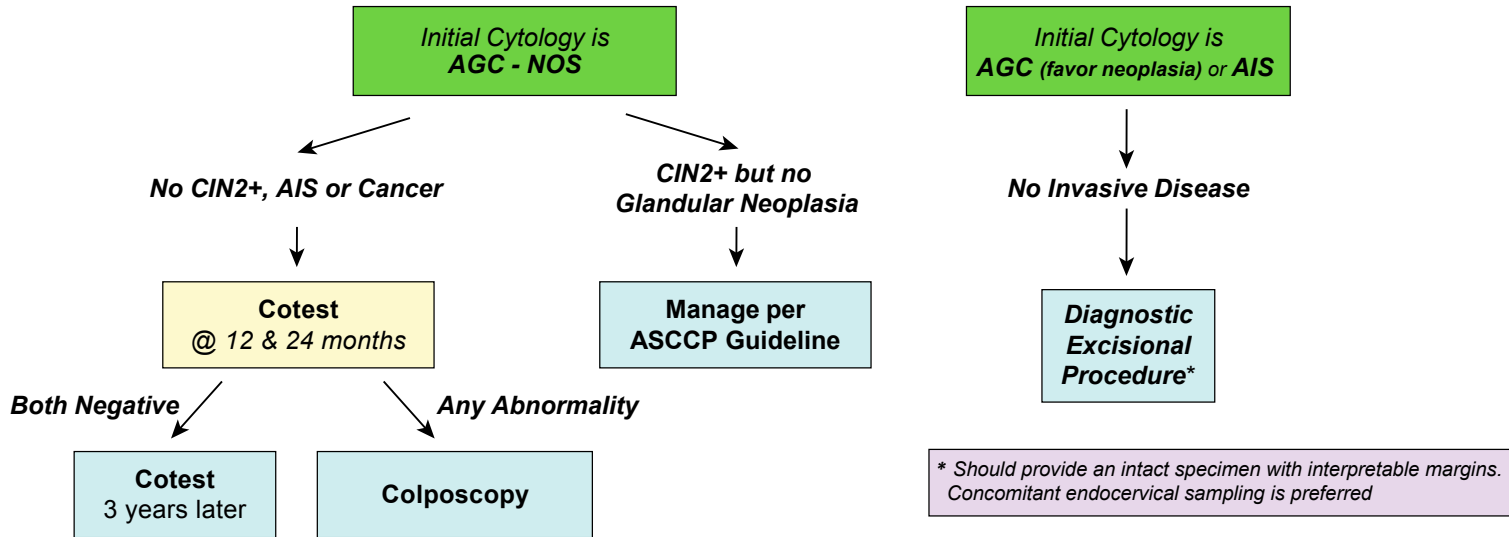 Initial Cytology is
AGC - NOS
Initial Cytology is
AGC (favor neoplasia) or AIS
No CIN2+, AIS or Cancer
CIN2+ but no
Glandular Neoplasia
No Invasive Disease
Cotest
@ 12 & 24 months
Manage per
ASCCP Guideline
Diagnostic
Excisional
Procedure*
Both Negative
Any Abnormality
Cotest
3 years later
Colposcopy
* Should provide an intact specimen with interpretable margins.
Concomitant endocervical sampling is preferred